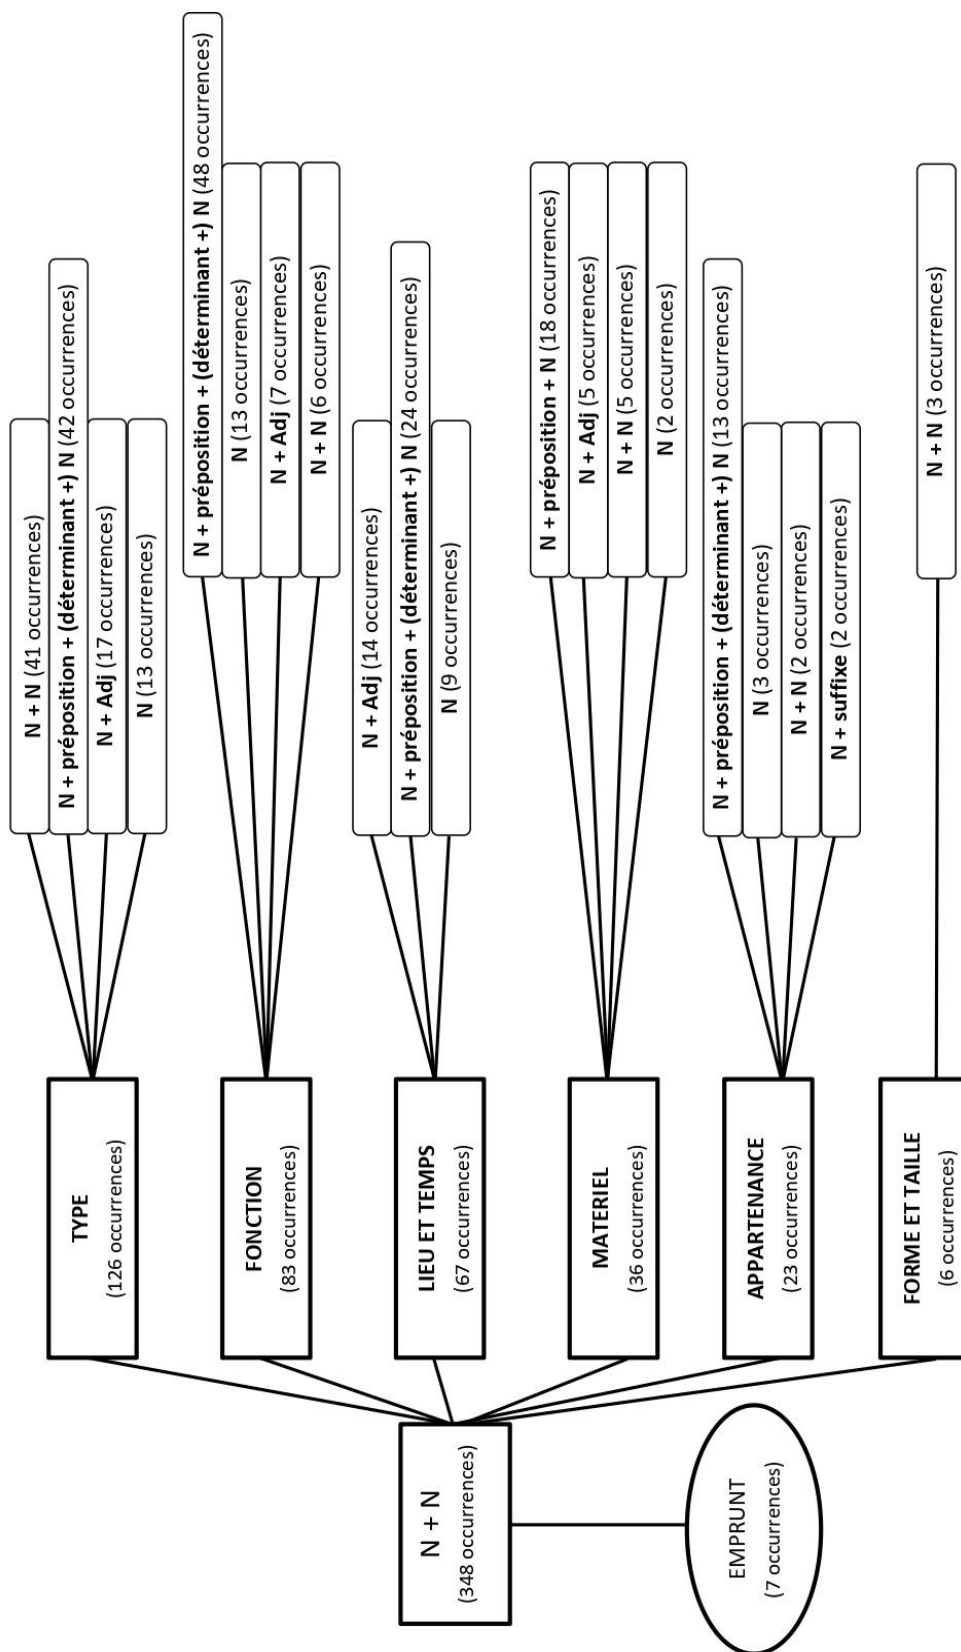 N + N
(348 occurrences)
EMPRUNT
(7 occurrences)
TYPE
(126 occurrences)
N + N (41 occurrences)
N + préposition + (déterminant +) N (42 occurrences)
N + Adj (17 occurrences)
N (13 occurrences)
FONCTION
(83 occurrences)
N + préposition + (déterminant +) N (48 occurrences)
N (13 occurrences)
N + Adj (7 occurrences)
N + N (6 occurrences)
LIEU ET TEMPS
(67 occurrences)
N + Adj (14 occurrences)
N + préposition + (déterminant +) N (24 occurrences)
N (9 occurrences)
MATERIEL
(36 occurrences)
N + préposition + N (18 occurrences)
N + Adj (5 occurrences)
N + N (5 occurrences)
N (2 occurrences)
APPARTENANCE
(23 occurrences)
N + préposition + (déterminant +) N (13 occurrences)
N (3 occurrences)
N + N (2 occurrences)
N + suffixe (2 occurrences)
FORME ET TAILLE
(6 occurrences)
N + N (3 occurrences)